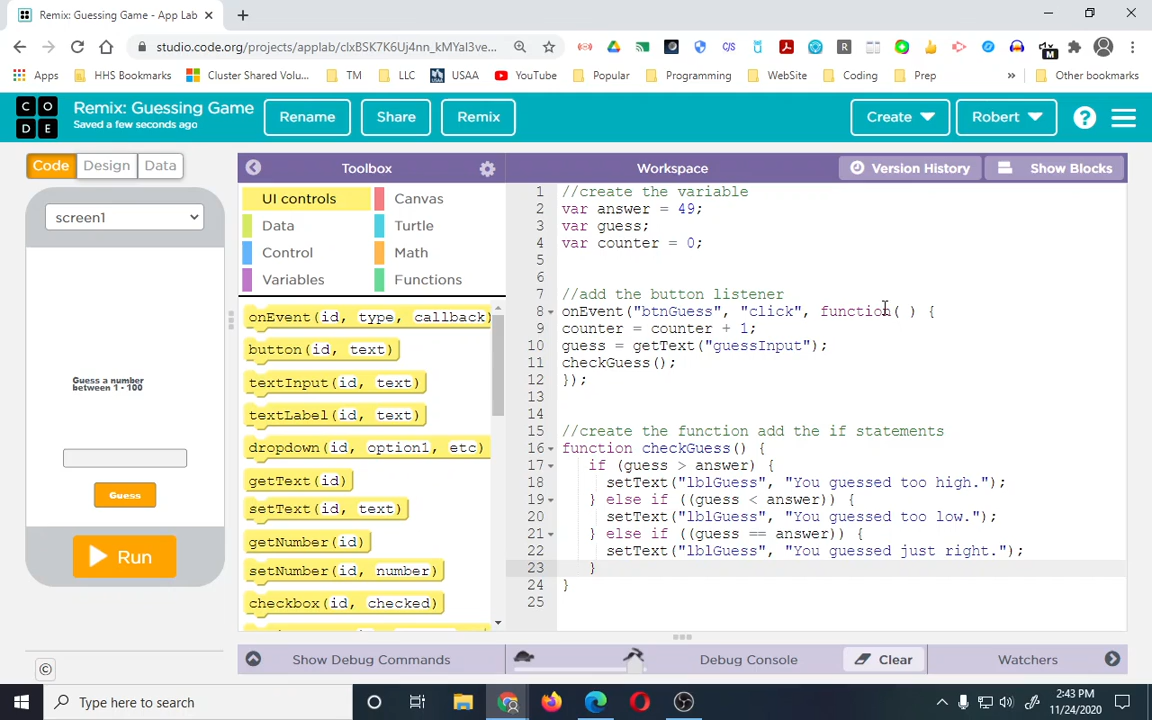 Remix: Guessing Game - App Lab
studio.code.org/projects/applab/clxBSK7K6Uj4nn_kMYal3ve...
Apps
HHS Bookmarks
Cluster Shared Volu...
TM
LLC
USAA
YouTube
Popular
Programming
WebSite
Coding
Prep
Other bookmarks
C O
D E
Remix: Guessing Game
Saved a few seconds ago
Rename
Share
Remix
Create
Robert
Code
Design
Data
Toolbox
Workspace
Version History
Show Blocks
screen1
Guess a number
between 1 - 100
Guess
Run
UI controls
Canvas
Data
Turtle
Control
Math
Variables
Functions
onEvent(id, type, callback)
button(id, text)
textInput(id, text)
textLabel(id, text)
dropdown(id, option1, etc)
getText(id)
setText(id, text)
getNumber(id)
setNumber(id, number)
checkbox(id, checked)
1 //create the variable
2 var answer = 49;
3 var guess;
4 var counter = 0;
5
6
7 //add the button listener
8 onEvent("btnGuess", "click", function( ) {
9 counter = counter + 1;
10 guess = getText("guessInput");
11 checkGuess();
12 });
13
14
15 //create the function add the if statements
16 function checkGuess() {
17 if (guess > answer) {
18 setText("lblGuess", "You guessed too high.");
19 } else if ((guess < answer)) {
20 setText("lblGuess", "You guessed too low.");
21 } else if ((guess == answer)) {
22 setText("lblGuess", "You guessed just right.");
23 }
24 }
25
Show Debug Commands
Debug Console
Clear
Watchers
Type here to search
2:43 PM
11/24/2020